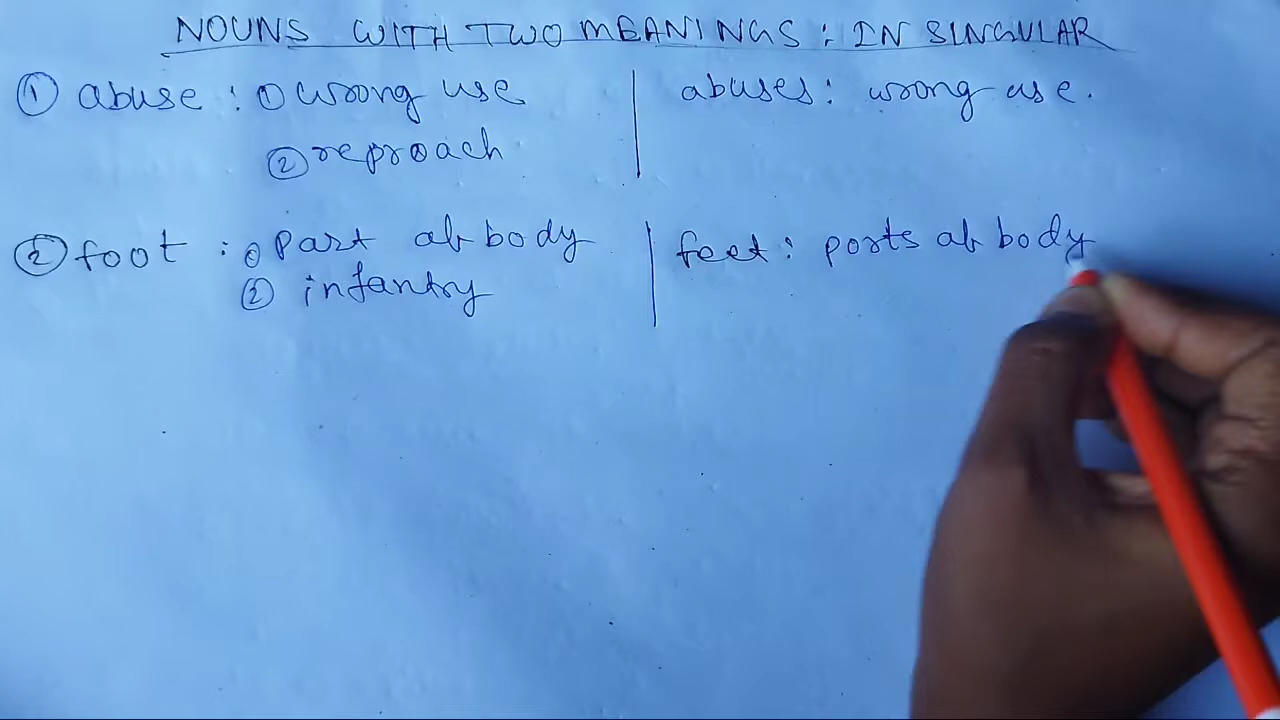 NOUNS WITH TWO MEANINGS : IN SINGULAR
① abuse : ① wrong use | abuses : wrong use.
② reproach
② foot : ① Part of body | feet : parts of body
② infantry